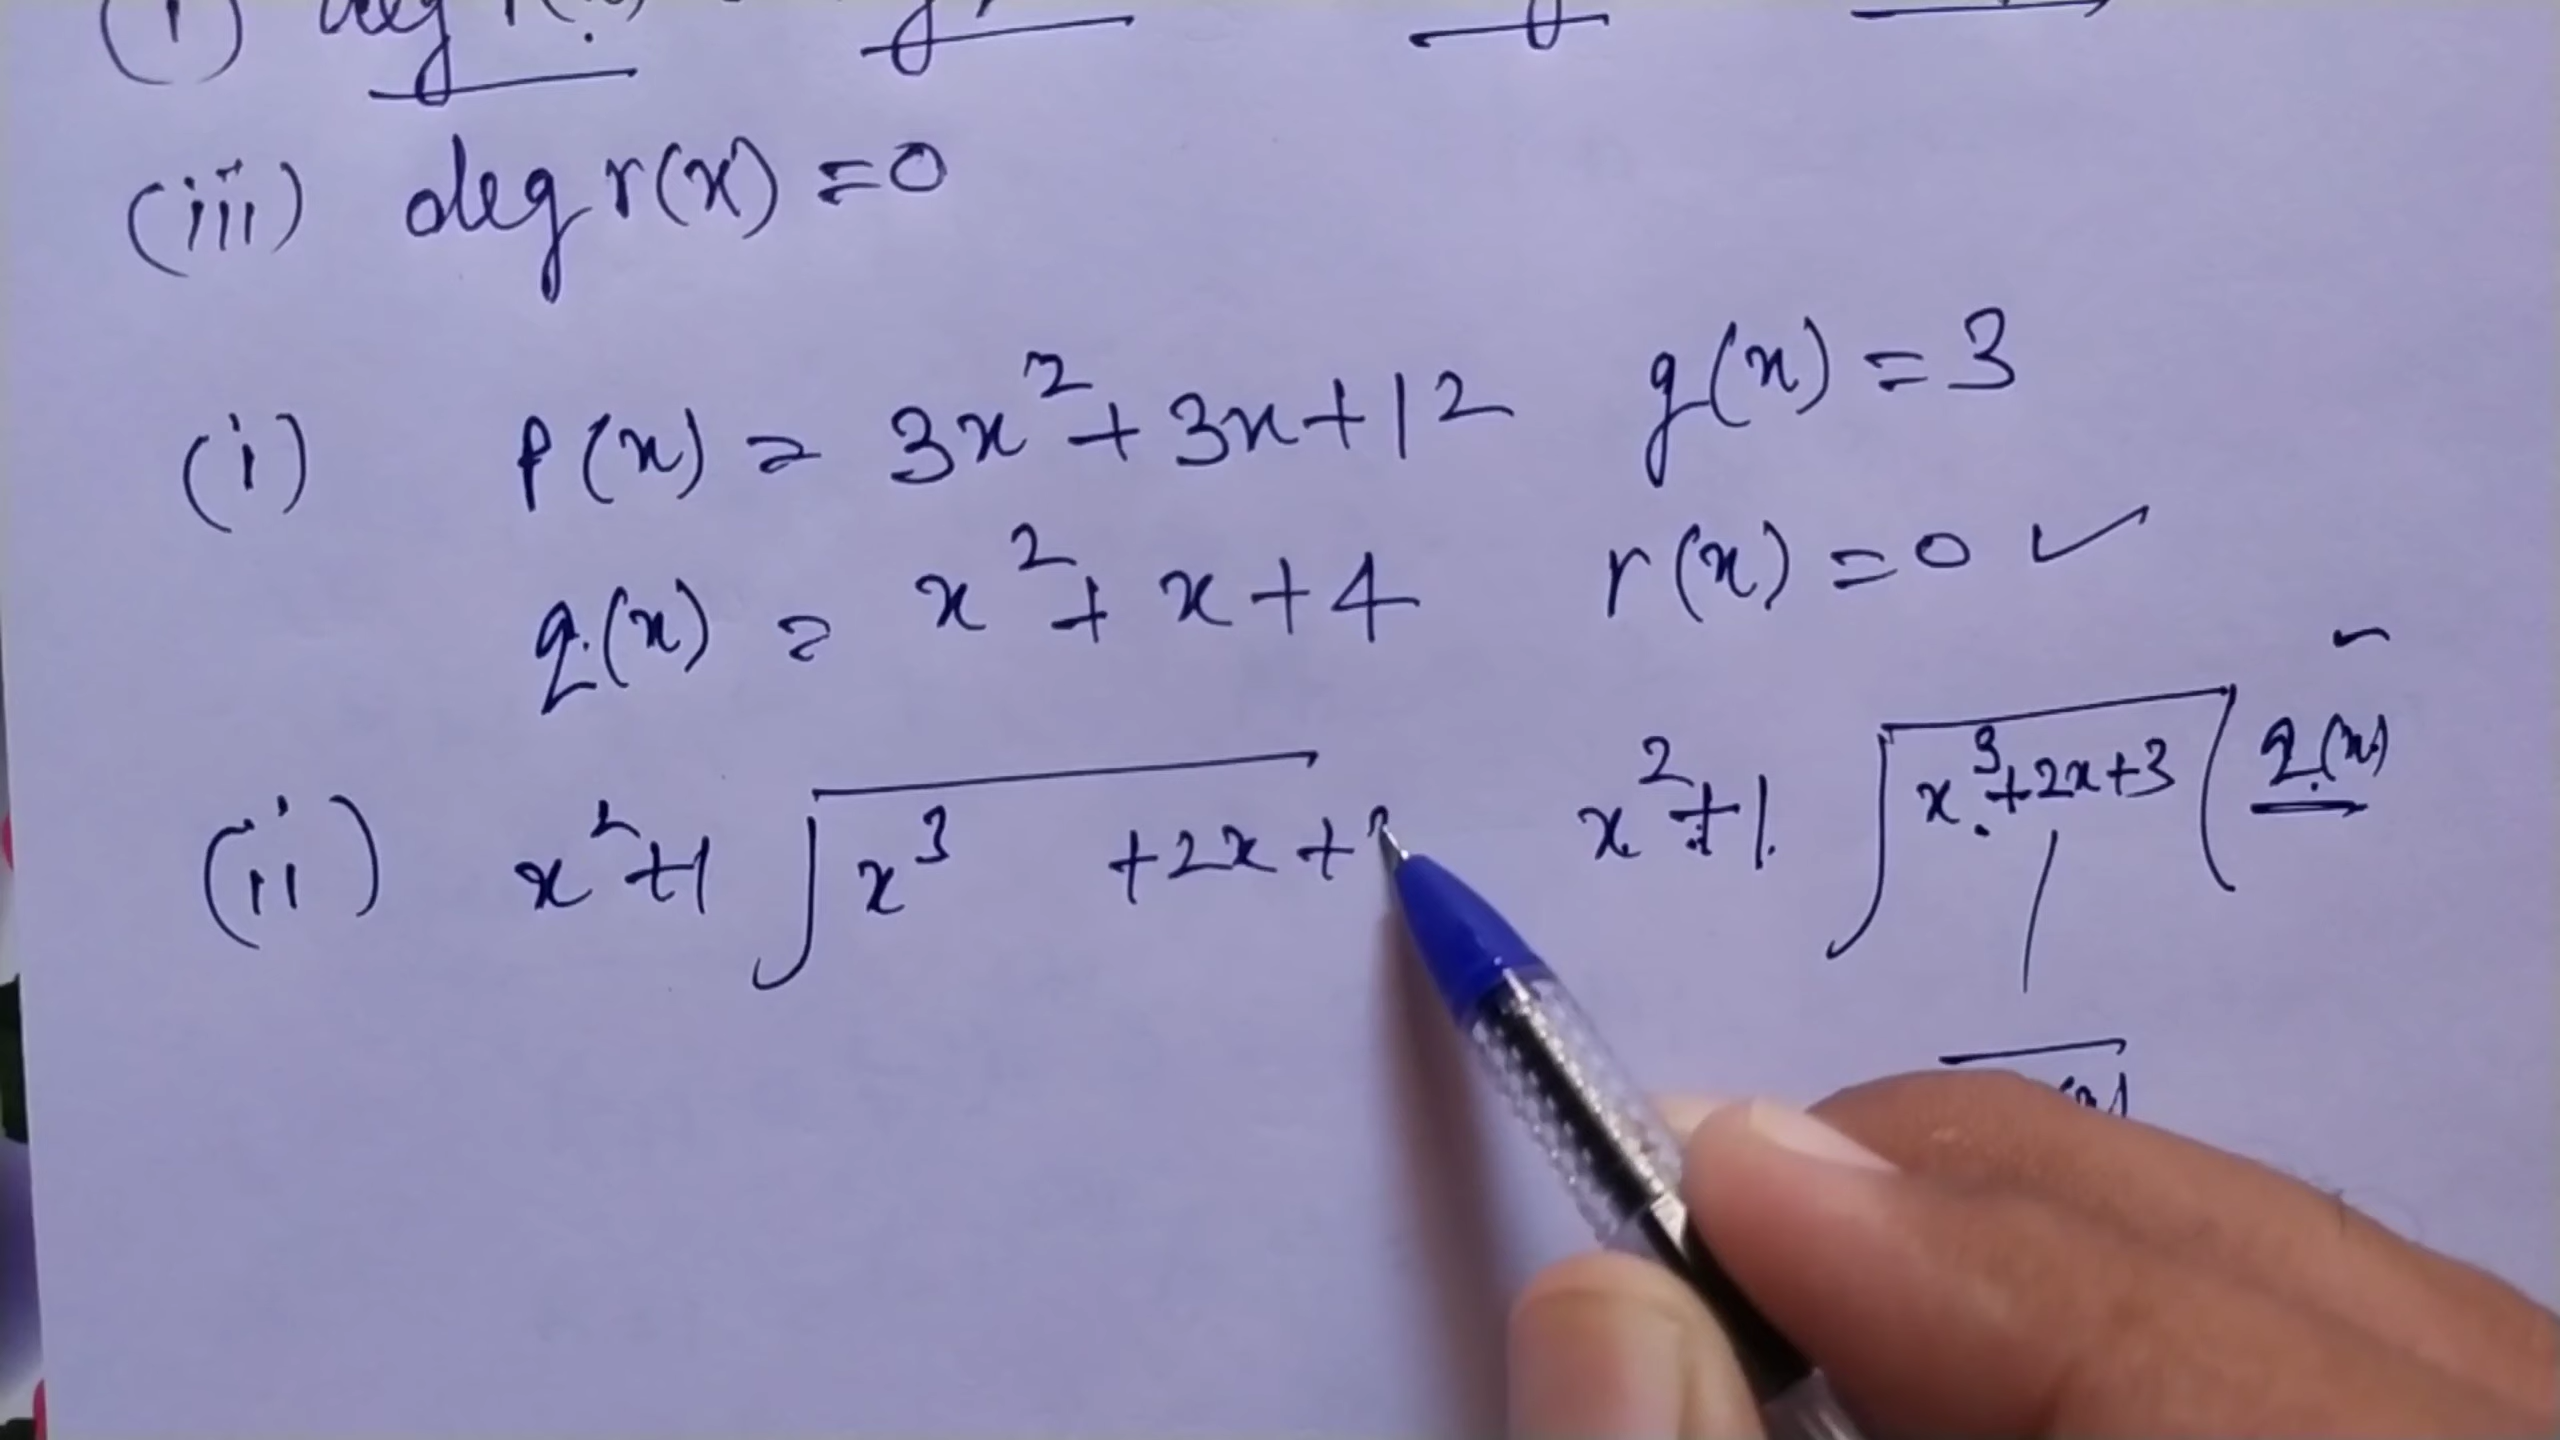 (iii) deg r(x) = 0
(i) p(x) = 3x² + 3x + 12 g(x) = 3
q(x) = x² + x + 4 r(x) = 0 ✓
(ii) x²+1 x³ +2x + x²+1 x³+2x+3 q(x)